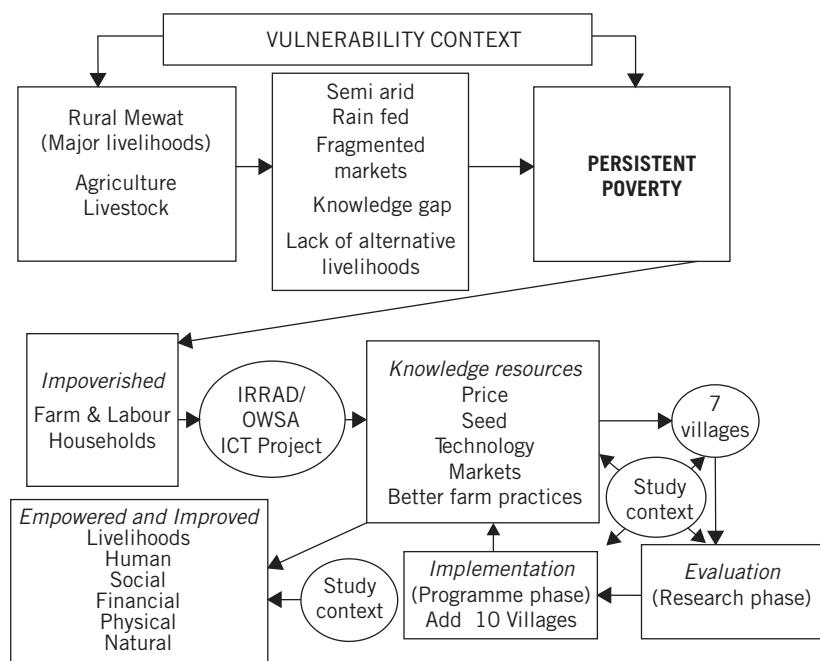 VULNERABILITY CONTEXT
Rural Mewat
(Major livelihoods)
Agriculture
Livestock
Semi arid
Rain fed
Fragmented
markets
Knowledge gap
Lack of alternative
livelihoods
PERSISTENT
POVERTY
Impoverished
Farm & Labour
Households
IRRAD/
OWSA
ICT Project
Knowledge resources
Price
Seed
Technology
Markets
Better farm practices
7
villages
Study
context
Empowered and Improved
Livelihoods
Human
Social
Financial
Physical
Natural
Study
context
Implementation
(Programme phase)
Add 10 Villages
Evaluation
(Research phase)